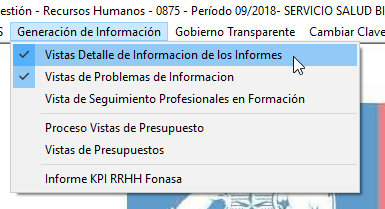 estión - Recursos Humanos - 0875 - Período 09/2018- SERVICIO SALUD BI
S Generación de Información Gobierno Transparente Cambiar Clave
Vistas Detalle de Informacion de los Informes
Vistas de Problemas de Informacion
Vista de Seguimiento Profesionales en Formación
Proceso Vistas de Presupuesto
Vistas de Presupuestos
Informe KPI RRHH Fonasa